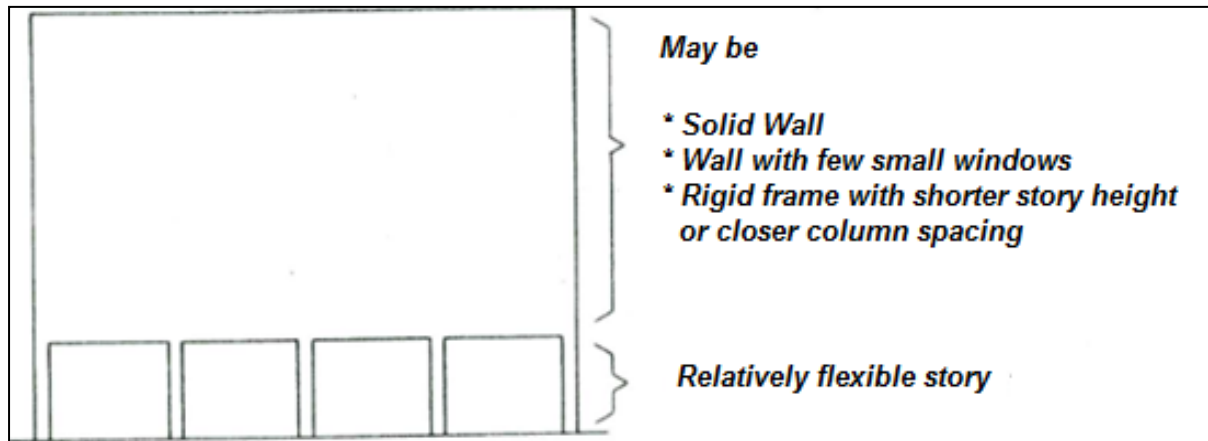 May be
* Solid Wall
* Wall with few small windows
* Rigid frame with shorter story height
or closer column spacing
Relatively flexible story